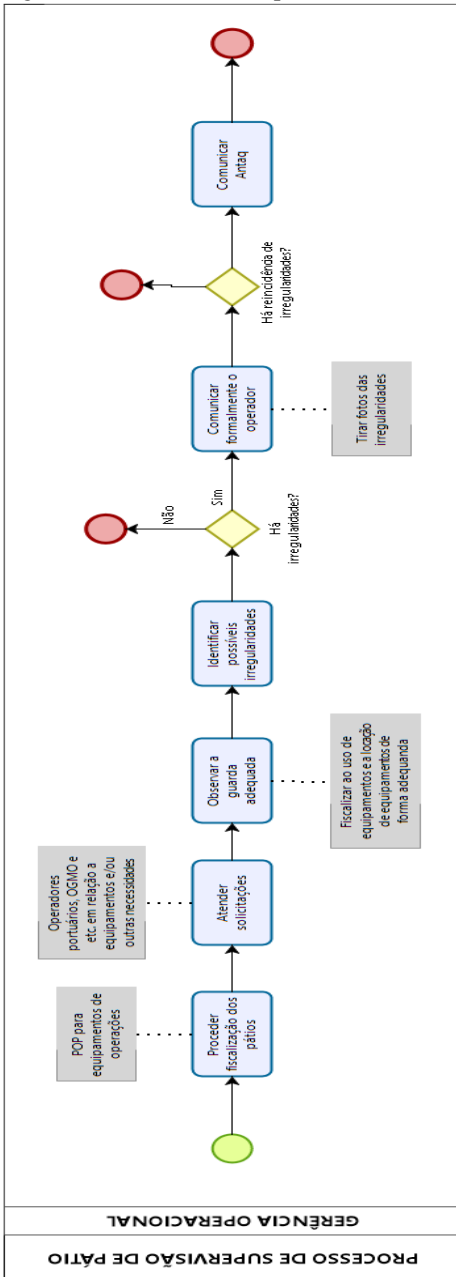 PROCESSO DE SUPERVISÃO DE PÁTIO
GERÊNCIA OPERACIONAL
POP para
equipamentos de
operações
Proceder
fiscalização dos
pátios
Operadores
portuários, OGMO e
etc. em relação a
equipamentos e/ou
outras necessidades
Atender
solicitações
Observar a
guarda
adequada
Fiscalizar ao uso de
equipamentos e a locação
de equipamentos de
forma adequanda
Identificar
possíveis
irregularidades
Há
irregularidades?
Não
Sim
Comunicar
formalmente o
operador
Tirar fotos das
irregularidades
Há reincidência de
irregularidades?
Comunicar
Antaq